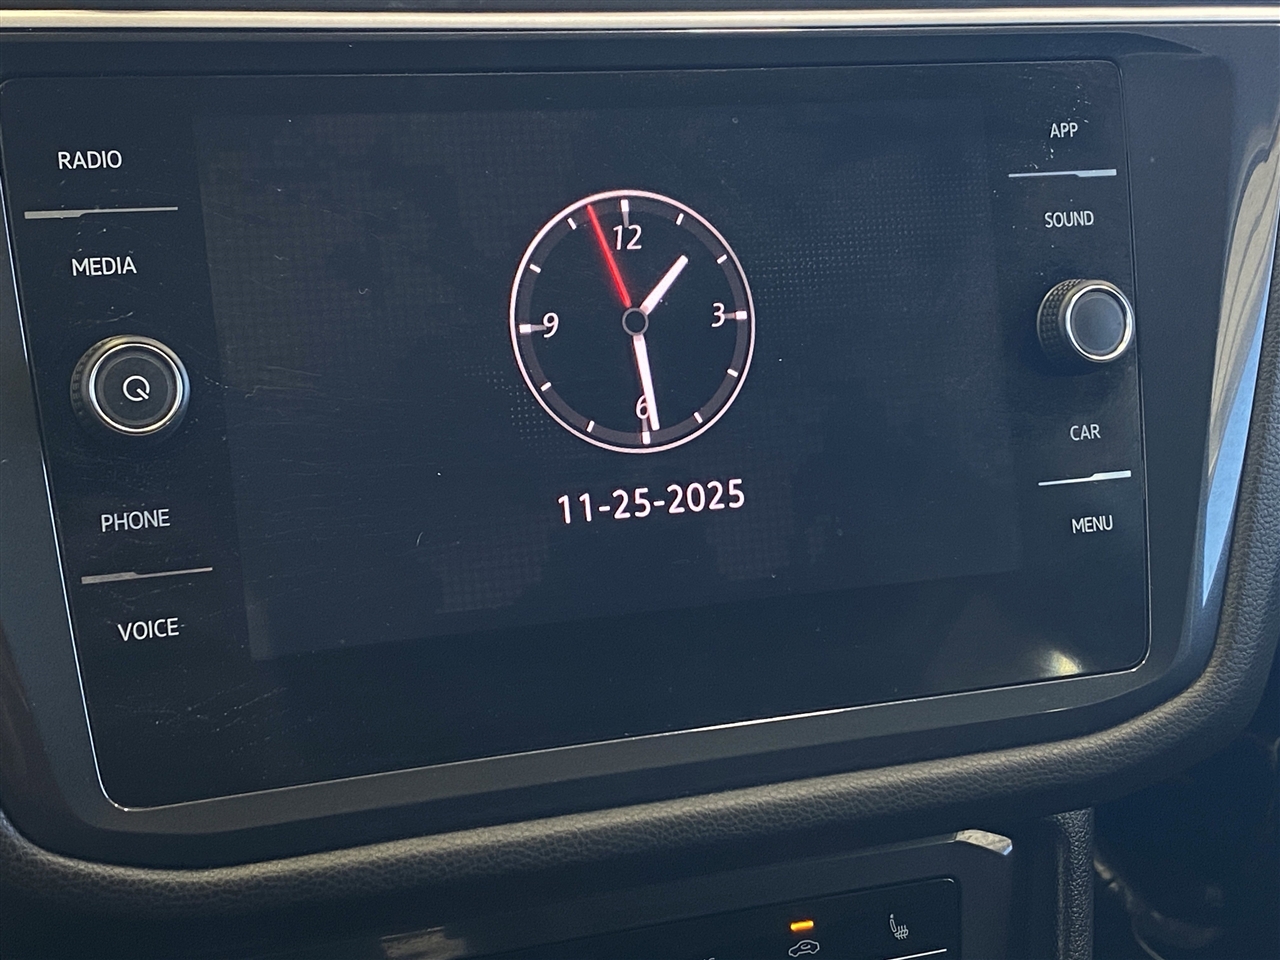 RADIO
MEDIA
PHONE
VOICE
12
9
3
6
11-25-2025
APP
SOUND
CAR
MENU